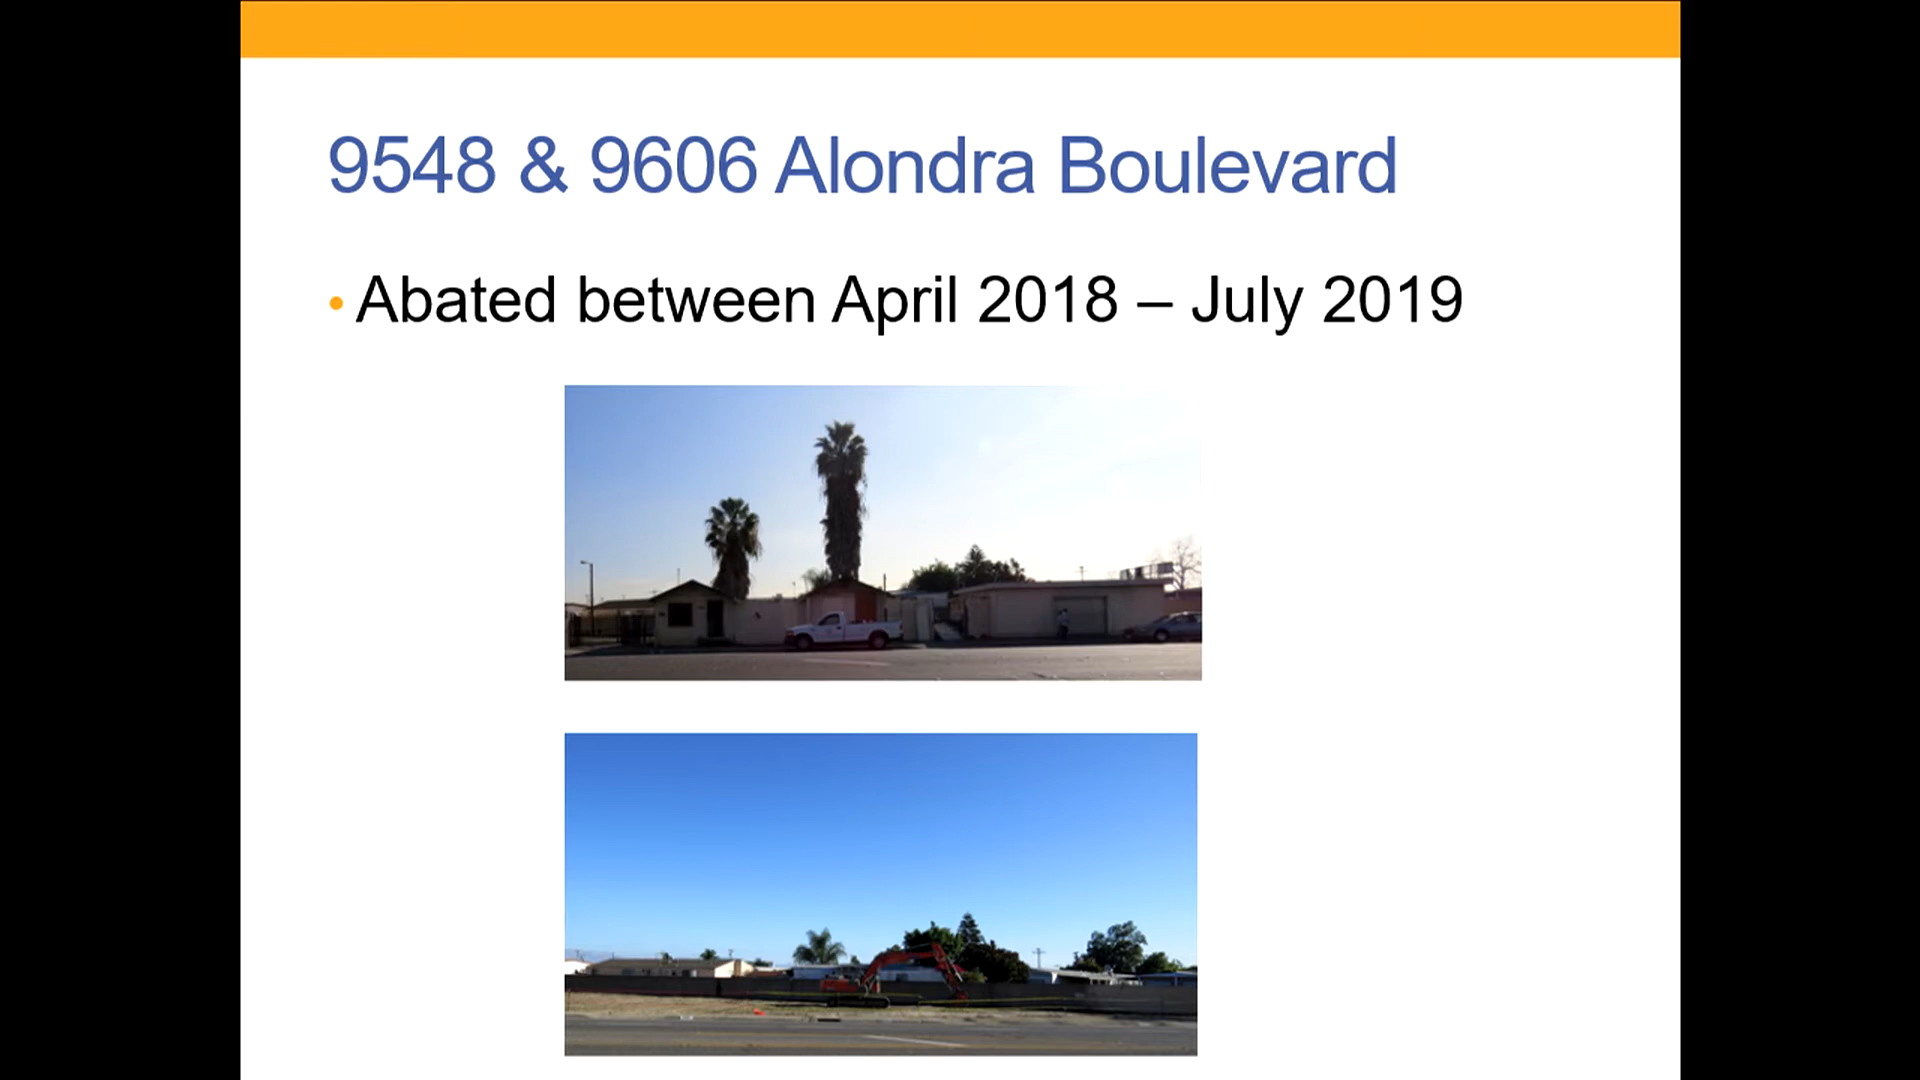 9548 & 9606 Alondra Boulevard
• Abated between April 2018 – July 2019